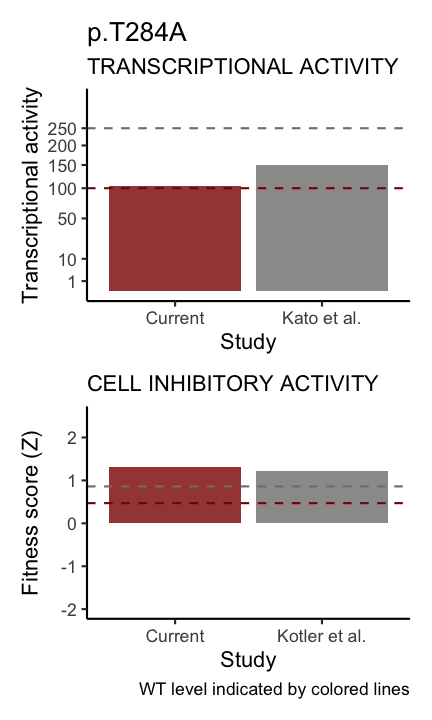 p.T284A
TRANSCRIPTIONAL ACTIVITY
Transcriptional activity
250
200
150
100
50
10
1
Current
Kato et al.
Study
CELL INHIBITORY ACTIVITY
Fitness score (Z)
2
1
0
-1
-2
Current
Kotler et al.
Study
WT level indicated by colored lines